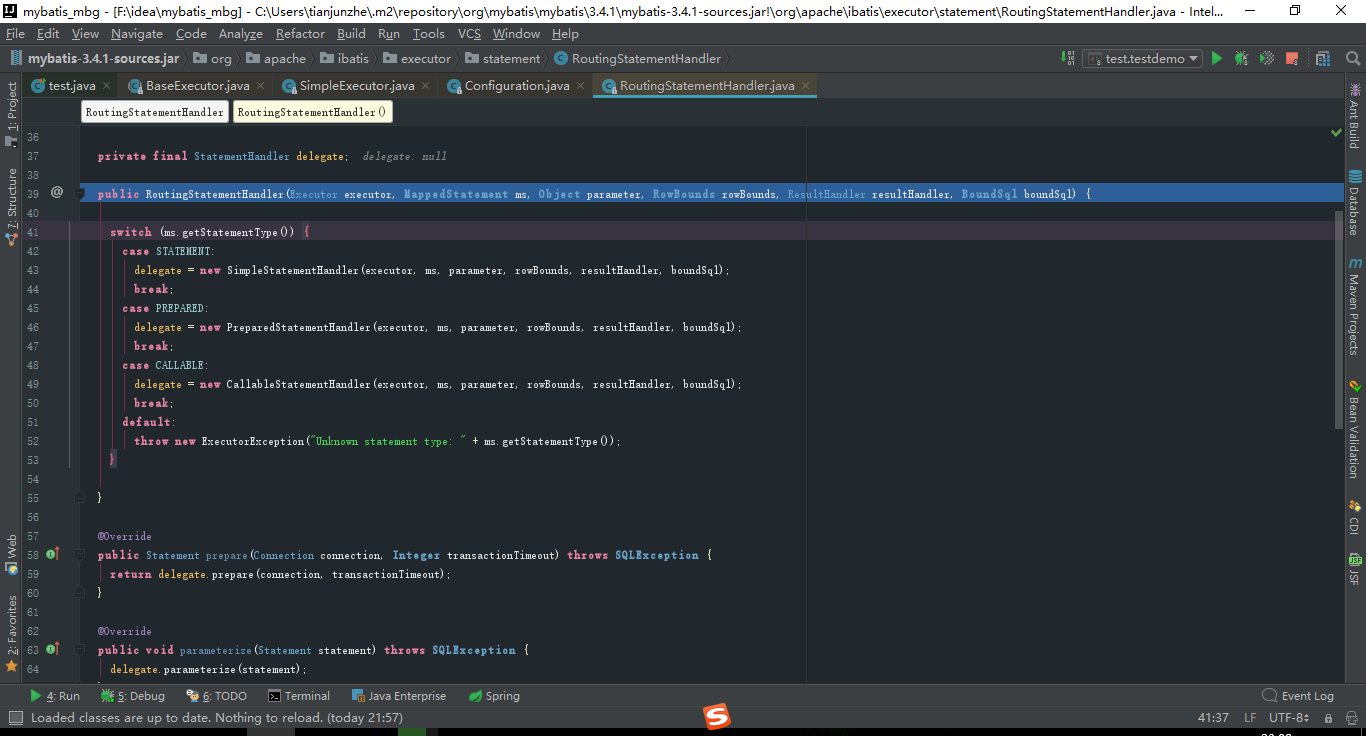 mybatis_mbg - [F:\idea\mybatis_mbg] - C:\Users\tianjunzhe\.m2\repository\org\mybatis\mybatis\3.4.1\mybatis-3.4.1-sources.jar!\org\apache\ibatis\executor\statement\RoutingStatementHandler.java - Intel...
File Edit View Navigate Code Analyze Refactor Build Run Tools VCS Window Help
mybatis-3.4.1-sources.jar org apache ibatis executor statement RoutingStatementHandler test.testdemo
test.java BaseExecutor.java SimpleExecutor.java Configuration.java RoutingStatementHandler.java
RoutingStatementHandler RoutingStatementHandler()
1: Project
7: Structure
Web
2: Favorites
36
37 private final StatementHandler delegate; delegate: null
38
39 @ public RoutingStatementHandler(Executor executor, MappedStatement ms, Object parameter, RowBounds rowBounds, ResultHandler resultHandler, BoundSql boundSql) {
40
41 switch (ms.getStatementType()) {
42 case STATEMENT:
43 delegate = new SimpleStatementHandler(executor, ms, parameter, rowBounds, resultHandler, boundSql);
44 break;
45 case PREPARED:
46 delegate = new PreparedStatementHandler(executor, ms, parameter, rowBounds, resultHandler, boundSql);
47 break;
48 case CALLABLE:
49 delegate = new CallableStatementHandler(executor, ms, parameter, rowBounds, resultHandler, boundSql);
50 break;
51 default:
52 throw new ExecutorException("Unknown statement type: " + ms.getStatementType());
53 }
54
55 }
56
57 @Override
58 public Statement prepare(Connection connection, Integer transactionTimeout) throws SQLException {
59 return delegate.prepare(connection, transactionTimeout);
60 }
61
62 @Override
63 public void parameterize(Statement statement) throws SQLException {
64 delegate.parameterize(statement);
Ant Build
Database
Maven Projects
Bean Validation
CDI
JSF
4: Run 5: Debug 6: TODO Terminal Java Enterprise Spring Event Log
Loaded classes are up to date. Nothing to reload. (today 21:57) 41:37 LF UTF-8